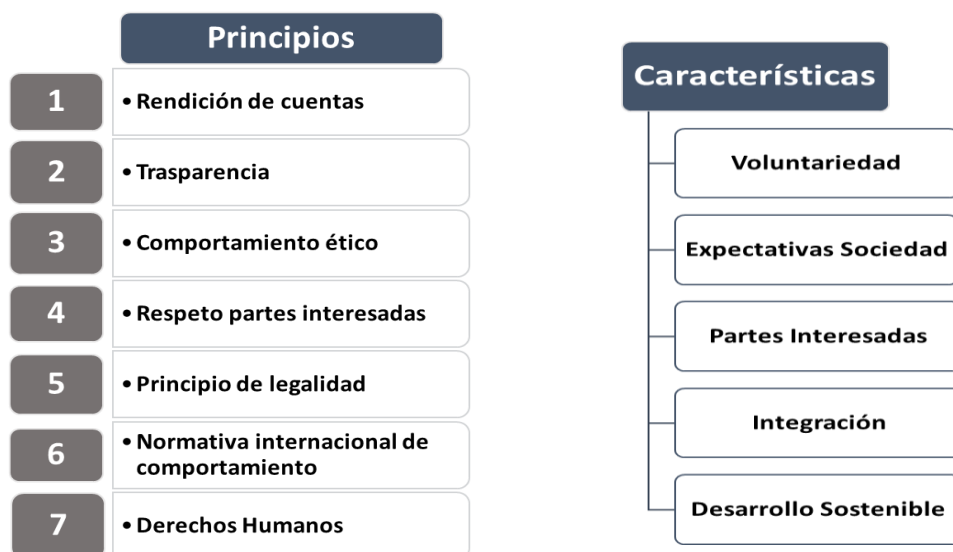 Principios
1
• Rendición de cuentas
2
• Trasparencia
3
• Comportamiento ético
4
• Respeto partes interesadas
5
• Principio de legalidad
6
• Normativa internacional de
comportamiento
7
• Derechos Humanos
Características
Voluntariedad
Expectativas Sociedad
Partes Interesadas
Integración
Desarrollo Sostenible